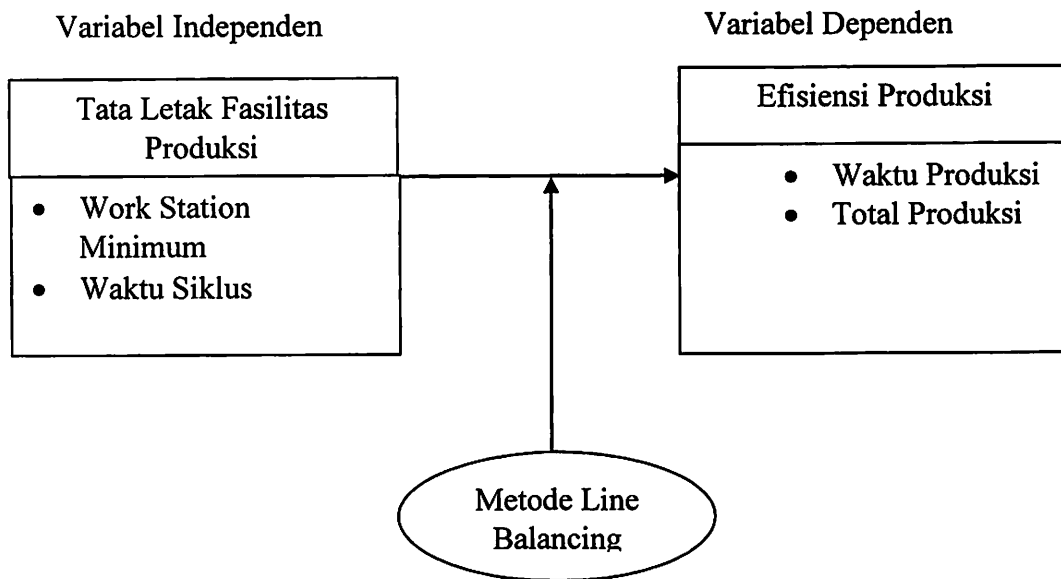 Variabel Independen
Variabel Dependen
Tata Letak Fasilitas
Produksi
• Work Station
Minimum
• Waktu Siklus
Efisiensi Produksi
• Waktu Produksi
• Total Produksi
Metode Line
Balancing